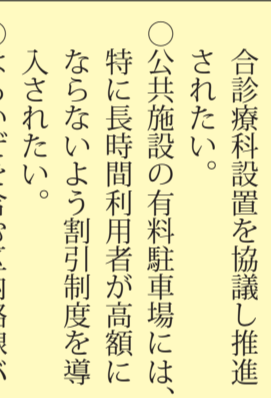 合診療科設置を協議し推進
されたい。
○公共施設の有料駐車場には、
特に長時間利用者が高額に
ならないよう割引制度を導
入されたい。